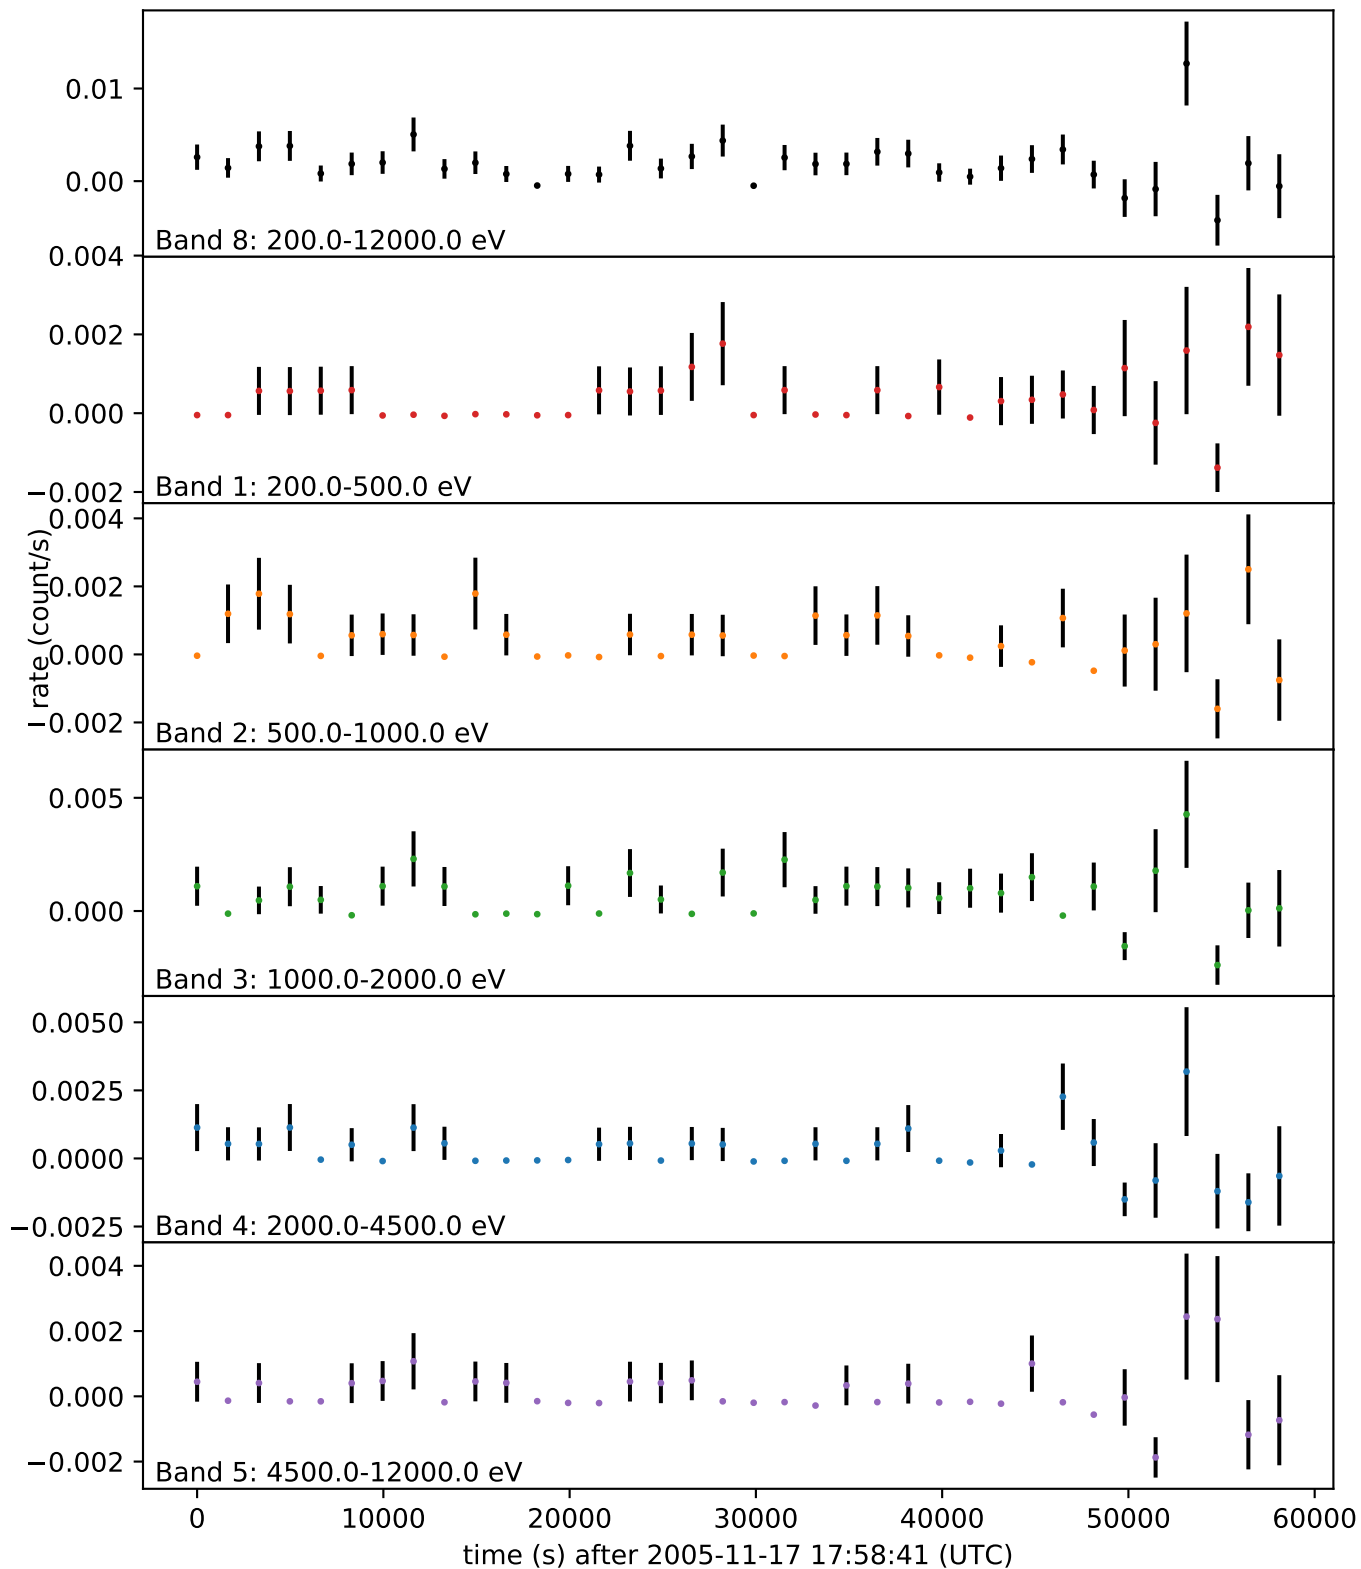 0.01
0.00
Band 8: 200.0-12000.0 eV
0.004
0.002
0.000
−0.002
Band 1: 200.0-500.0 eV
0.004
0.002
0.000
−0.002
Band 2: 500.0-1000.0 eV
rate (count/s)
0.005
0.000
Band 3: 1000.0-2000.0 eV
0.0050
0.0025
0.0000
−0.0025
Band 4: 2000.0-4500.0 eV
0.004
0.002
0.000
−0.002
Band 5: 4500.0-12000.0 eV
0 10000 20000 30000 40000 50000 60000
time (s) after 2005-11-17 17:58:41 (UTC)